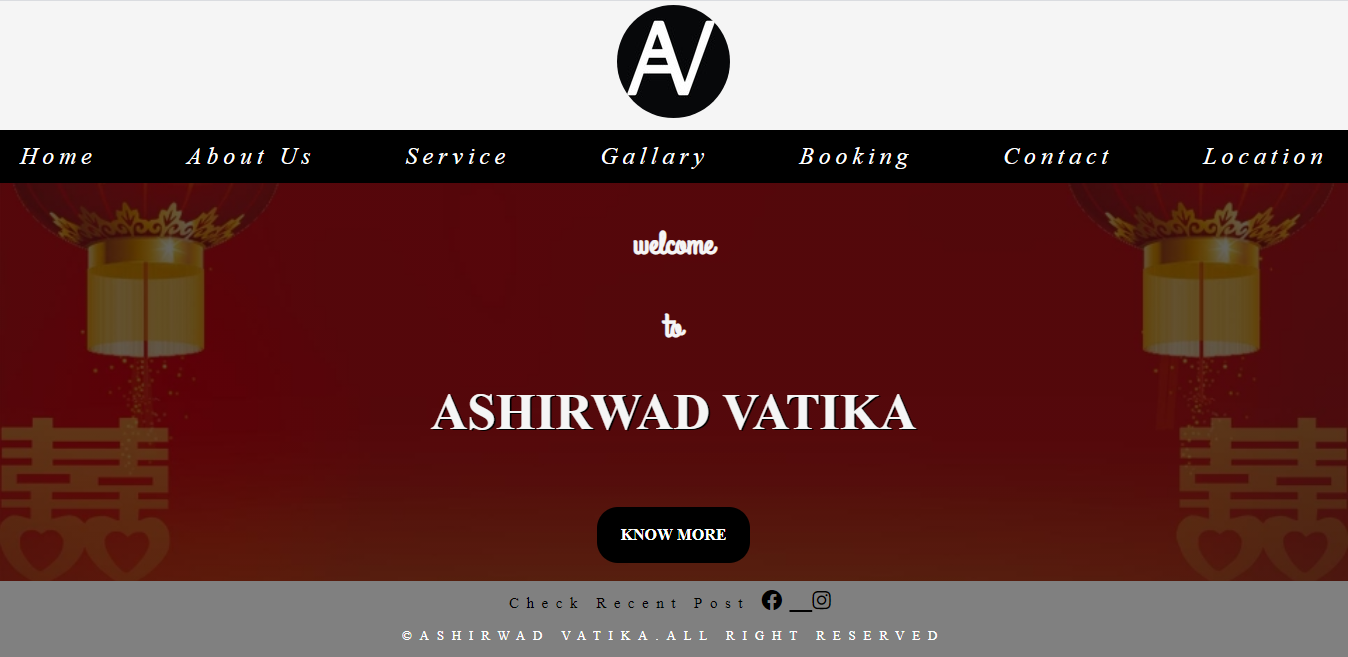 AV
Home About Us Service Gallary Booking Contact Location
welcome
to
ASHIRWAD VATIKA
KNOW MORE
Check Recent Post
©ASHIRWAD VATIKA.ALL RIGHT RESERVED